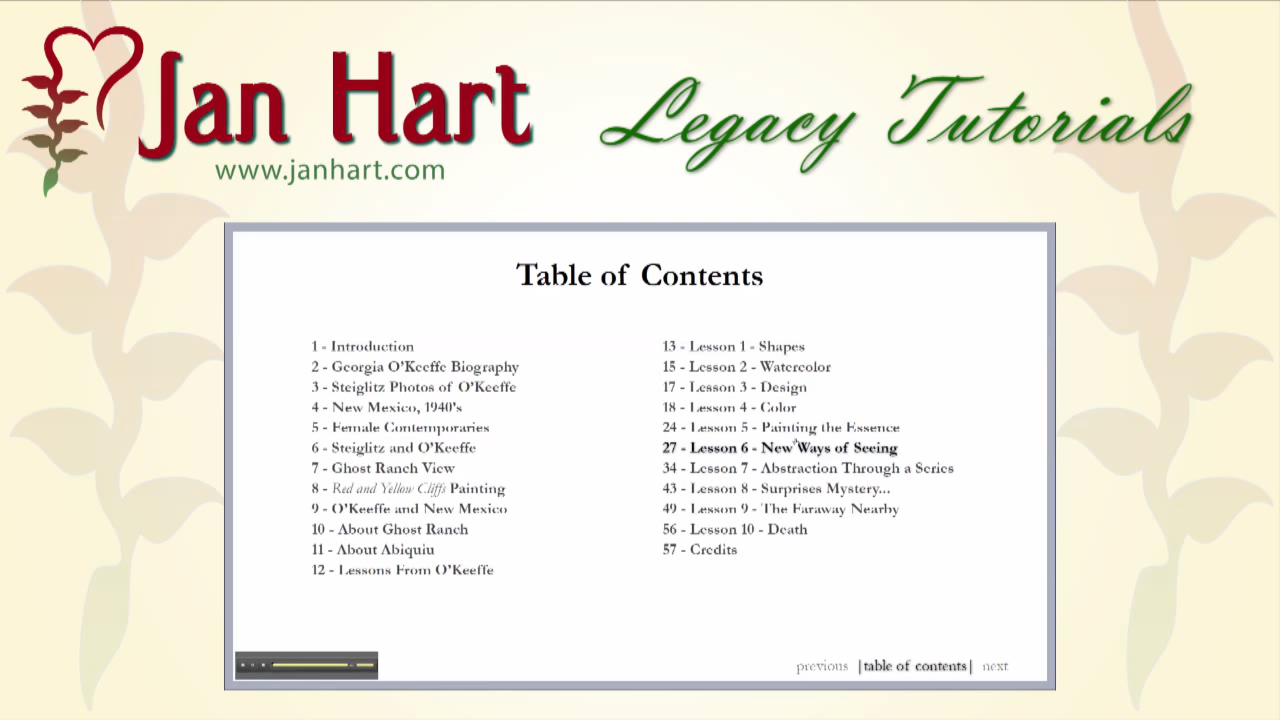 Jan Hart
www.janhart.com
Legacy Tutorials
Table of Contents
1 - Introduction
2 - Georgia O'Keeffe Biography
3 - Steiglitz Photos of O'Keeffe
4 - New Mexico, 1940's
5 - Female Contemporaries
6 - Steiglitz and O'Keeffe
7 - Ghost Ranch View
8 - Red and Yellow Cliffs Painting
9 - O'Keeffe and New Mexico
10 - About Ghost Ranch
11 - About Abiquiu
12 - Lessons From O'Keeffe
13 - Lesson 1 - Shapes
15 - Lesson 2 - Watercolor
17 - Lesson 3 - Design
18 - Lesson 4 - Color
24 - Lesson 5 - Painting the Essence
27 - Lesson 6 - New Ways of Seeing
34 - Lesson 7 - Abstraction Through a Series
43 - Lesson 8 - Surprises Mystery...
49 - Lesson 9 - The Faraway Nearby
56 - Lesson 10 - Death
57 - Credits
previous |table of contents| next